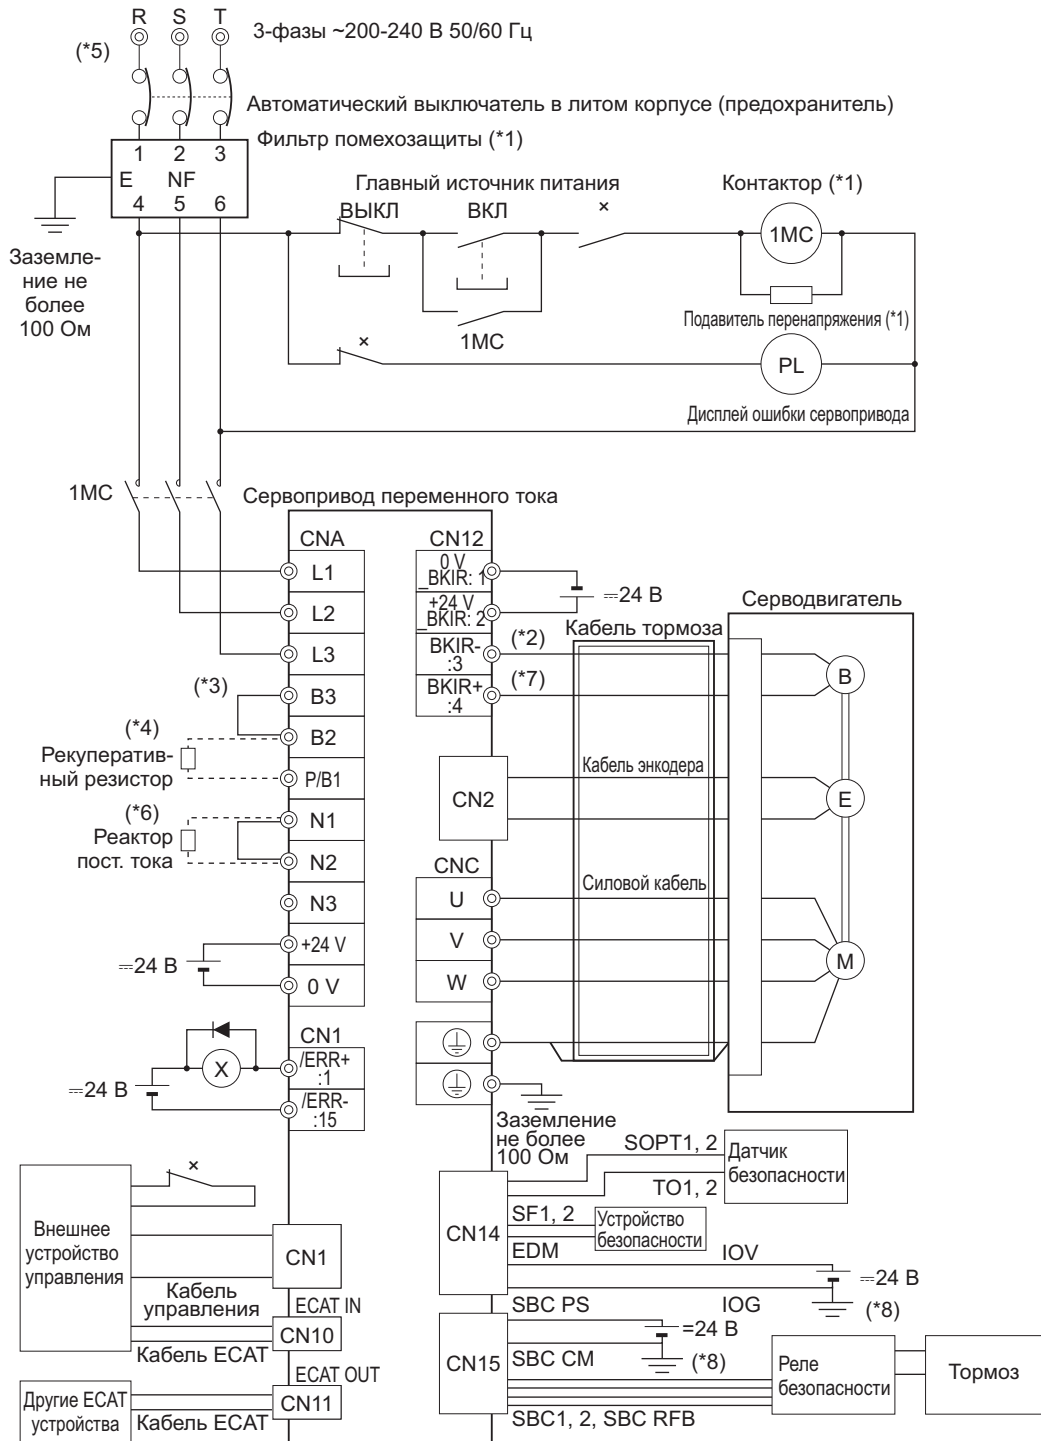 R S T
(*5)
3-фазы ~200-240 В 50/60 Гц
Автоматический выключатель в литом корпусе (предохранитель)
Фильтр помехозащиты (*1)
1 2 3
E NF
4 5 6
Заземле-
ние не
более
100 Ом
Главный источник питания
ВЫКЛ
ВКЛ
×
Контактор (*1)
1МС
Подавитель перенапряжения (*1)
1МС
×
PL
Дисплей ошибки сервопривода
1МС
Сервопривод переменного тока
CNA
L1
L2
L3
(*3)
B3
B2
(*4)
Рекуператив-
ный резистор
P/B1
(*6)
Реактор
пост. тока
N1
N2
N3
+24 V
0 V
⎓24 В
CN12
0 V
_BKIR: 1
+24 V
_BKIR: 2
BKIR-
:3
BKIR+
:4
⎓24 В
(*2)
(*7)
Кабель тормоза
Серводвигатель
B
CN2
Кабель энкодера
E
CNC
U
V
W
Силовой кабель
M
CN1
/ERR+
:1
/ERR-
:15
X
⎓24 В
Заземление
не более
100 Ом
Внешнее
устройство
управления
×
CN1
Кабель
управления
ECAT IN
CN10
Кабель ECAT
ECAT OUT
Другие ECAT
устройства
CN11
Кабель ECAT
CN14
SOPT1, 2
TO1, 2
Датчик
безопасности
SF1, 2
Устройство
безопасности
EDM
IOV
⎓24 В
IOG
(*8)
CN15
SBC PS
=24 В
SBC CM
(*8)
SBC1, 2, SBC RFB
Реле
безопасности
Тормоз